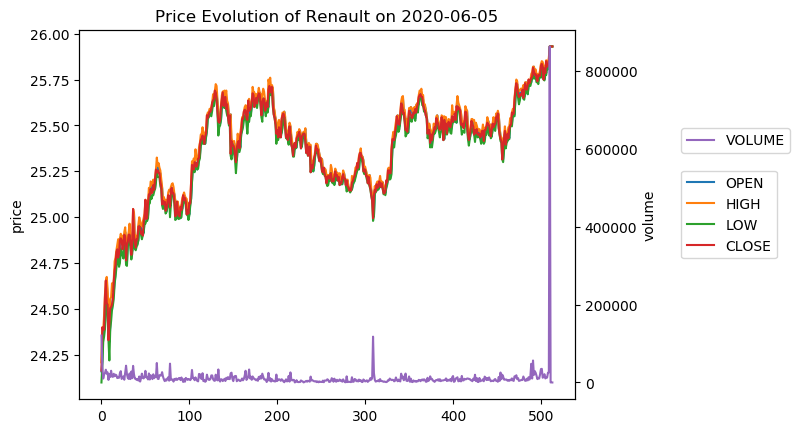 Price Evolution of Renault on 2020-06-05
26.00
25.75
25.50
25.25
25.00
24.75
24.50
24.25
price
0
100
200
300
400
500
800000
600000
400000
200000
0
volume
VOLUME
OPEN
HIGH
LOW
CLOSE